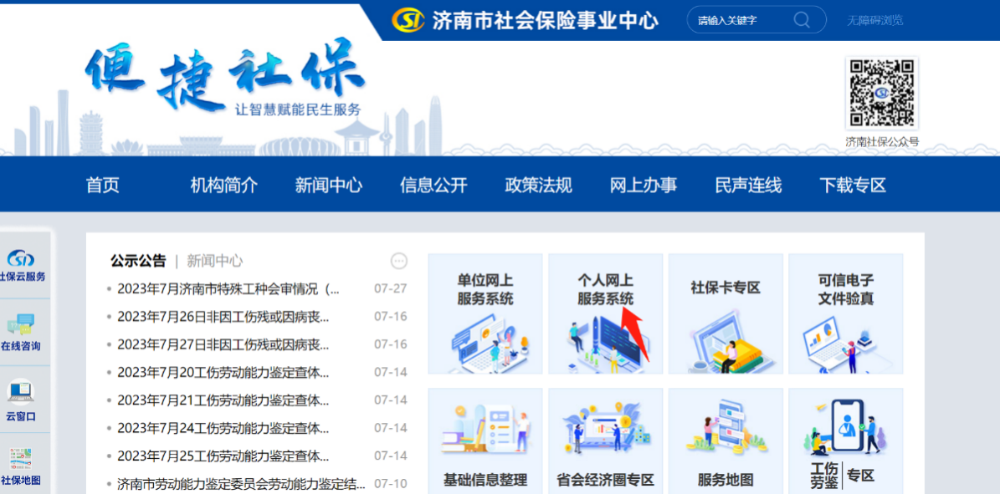 济南市社会保险事业中心
请输入关键字
无障碍浏览
便捷社保
让智慧赋能民生服务
济南社保公众号
首页 机构简介 新闻中心 信息公开 政策法规 网上办事 民声连线 下载专区
社保云服务
在线咨询
云窗口
社保地图
公示公告 | 新闻中心
2023年7月济南市特殊工种会审情况（... 07-27
2023年7月26日非因工伤残或因病丧... 07-16
2023年7月27日非因工伤残或因病丧... 07-16
2023年7月20工伤劳动能力鉴定查体... 07-14
2023年7月21工伤劳动能力鉴定查体... 07-14
2023年7月24工伤劳动能力鉴定查体... 07-14
2023年7月25工伤劳动能力鉴定查体... 07-14
济南市劳动能力鉴定委员会劳动能力鉴定结... 07-10
单位网上
服务系统
个人网上
服务系统
社保卡专区
可信电子
文件验真
基础信息整理
省会经济圈专区
服务地图
工伤
劳鉴
专区